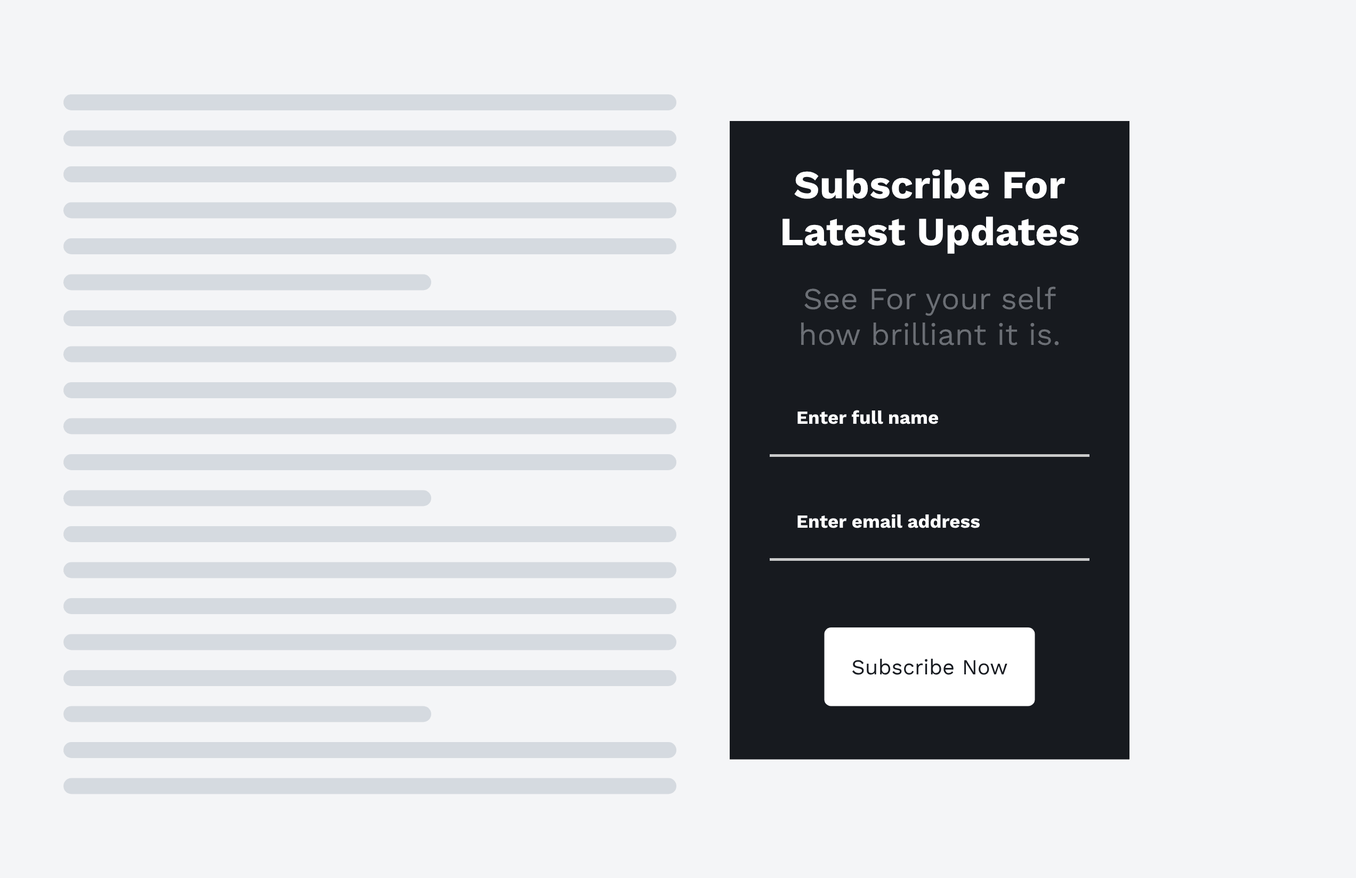 Subscribe For
Latest Updates
See For your self
how brilliant it is.
Enter full name
Enter email address
Subscribe Now